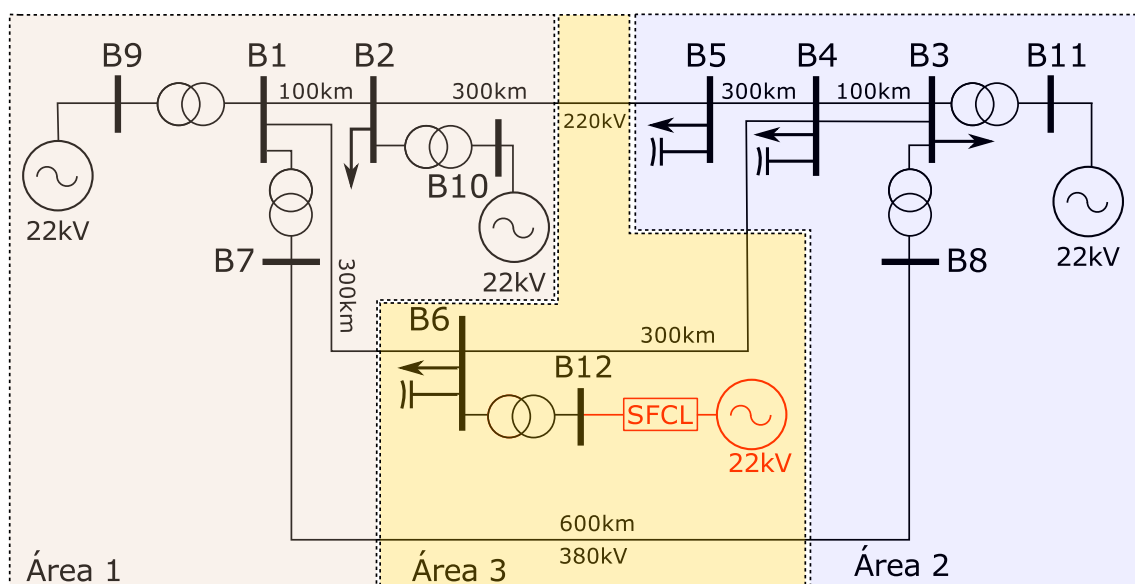 B9
B1
B2
B5
B4
B3
B11
100km
300km
300km
100km
220kV
B10
22kV
22kV
22kV
B7
B8
300km
B6
300km
B12
SFCL
22kV
600km
380kV
Área 1
Área 3
Área 2